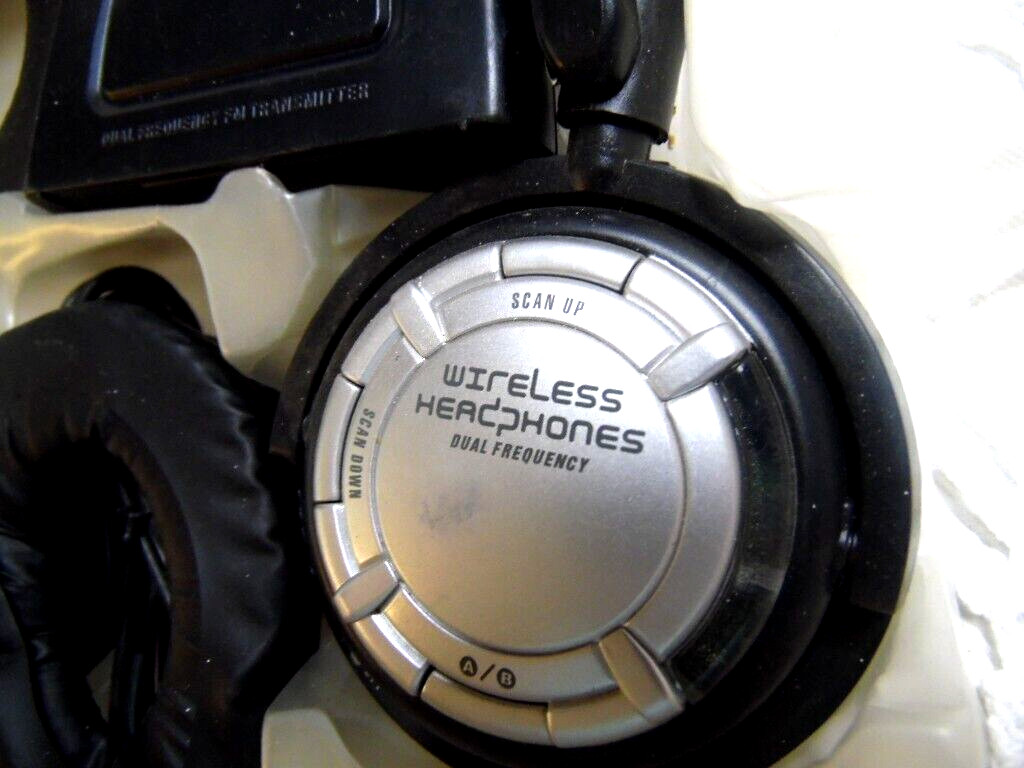 DUAL FREQUENCY FM TRANSMITTER
SCAN UP
WIRELESS
HEADPHONES
DUAL FREQUENCY
SCAN DOWN
A/B